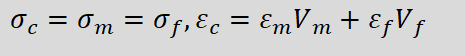 σ_c = σ_m = σ_f, ε_c = ε_m V_m + ε_f V_f